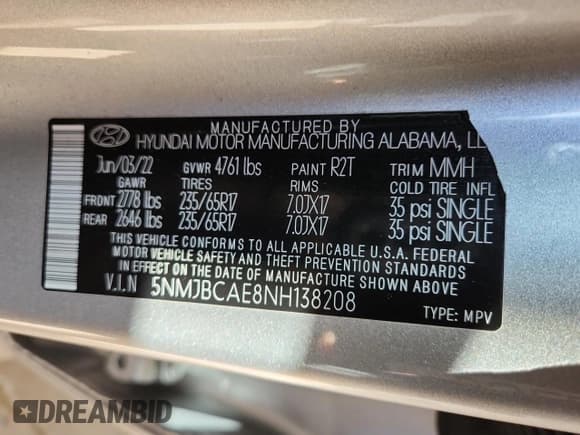 MANUFACTURED BY
HYUNDAI MOTOR MANUFACTURING ALABAMA, LL
Jun/03/22 GVWR 4761 lbs PAINT R2T TRIM MMH
GAWR TIRES RIMS COLD TIRE INFL
FRONT 2778 lbs 235/65R17 7.0JX17 35 psi SINGLE
REAR 2646 lbs 235/65R17 7.0JX17 35 psi SINGLE
THIS VEHICLE CONFORMS TO ALL APPLICABLE U.S.A. FEDERAL
MOTOR VEHICLE SAFETY AND THEFT PREVENTION STANDARDS
IN EFFECT ON THE DATE OF MANUFACTURE SHOWN ABOVE
V.I.N 5NMJBCAE8NH138208
TYPE: MPV
DREAMBID